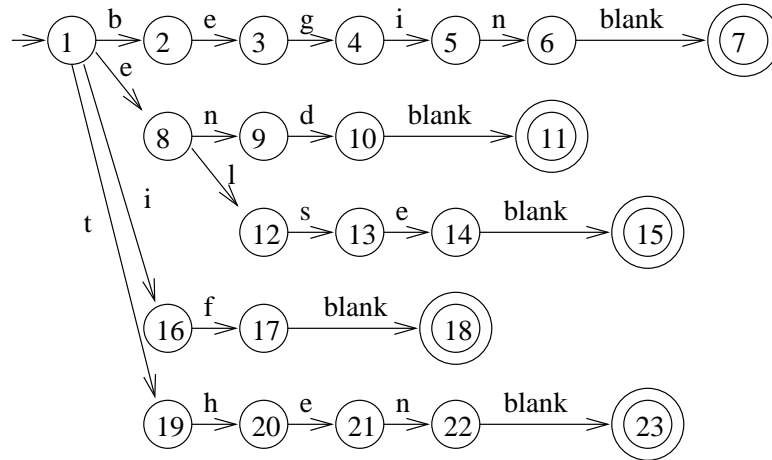 b e g i n blank
1 2 3 4 5 6 7
e
n d blank
8 9 10 11
l
i
t
s e blank
12 13 14 15
f blank
16 17 18
h e n blank
19 20 21 22 23